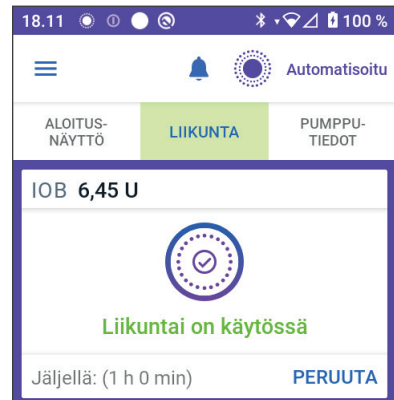 18.11 100 %
Automatisoitu
ALOITUS-
NÄYTTÖ
LIIKUNTA
PUMPPU-
TIEDOT
IOB 6,45 U
Liikuntai on käytössä
Jäljellä: (1 h 0 min) PERUUTA